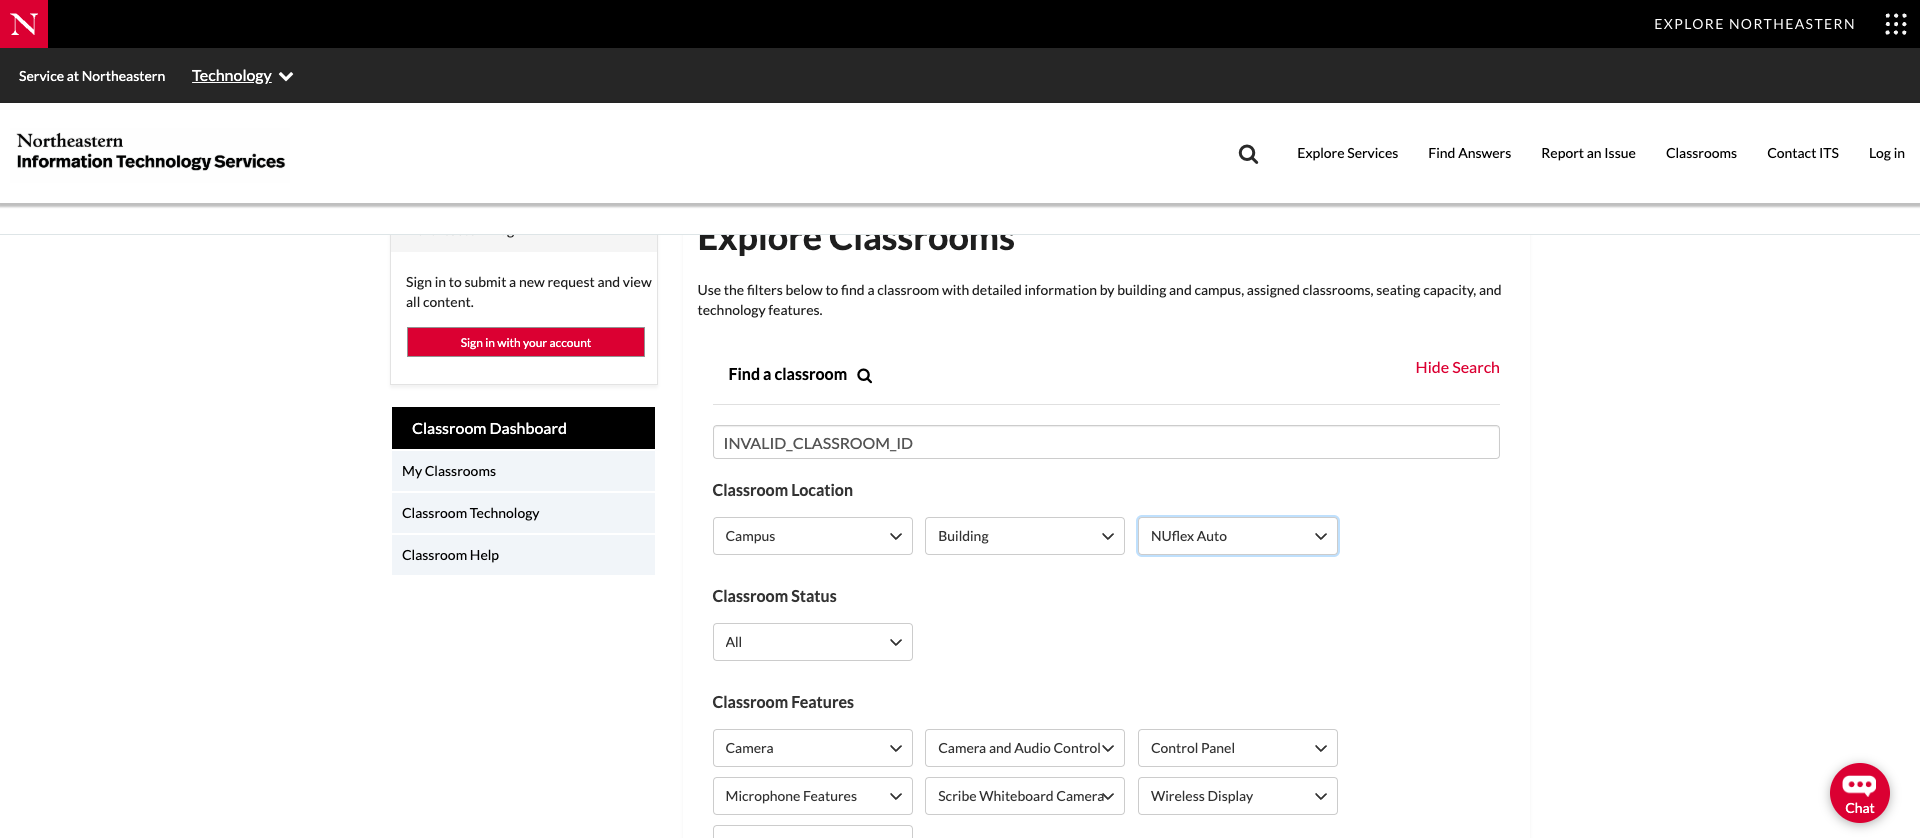 N
EXPLORE NORTHEASTERN
Service at Northeastern
Technology
Northeastern
Information Technology Services
Explore Services
Find Answers
Report an Issue
Classrooms
Contact ITS
Log in
Explore Classrooms
Sign in to submit a new request and view
all content.
Sign in with your account
Classroom Dashboard
My Classrooms
Classroom Technology
Classroom Help
Use the filters below to find a classroom with detailed information by building and campus, assigned classrooms, seating capacity, and
technology features.
Find a classroom
Hide Search
INVALID_CLASSROOM_ID
Classroom Location
Campus
Building
NUflex Auto
Classroom Status
All
Classroom Features
Camera
Camera and Audio Control
Control Panel
Microphone Features
Scribe Whiteboard Camera
Wireless Display
Chat